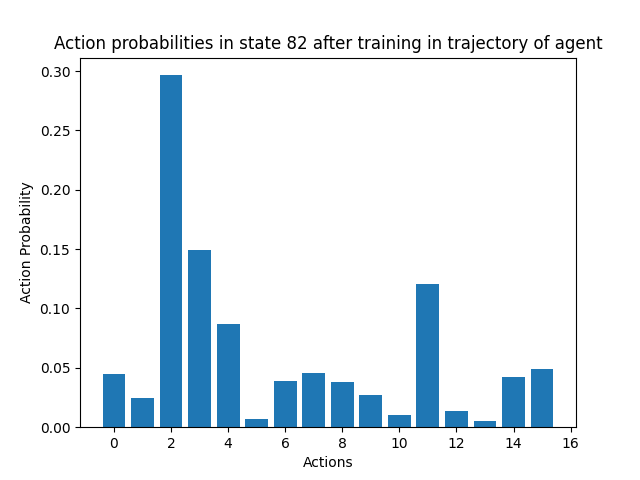 Action probabilities in state 82 after training in trajectory of agent
0.30
0.25
0.20
0.15
0.10
0.05
0.00
Action Probability
0 2 4 6 8 10 12 14 16
Actions